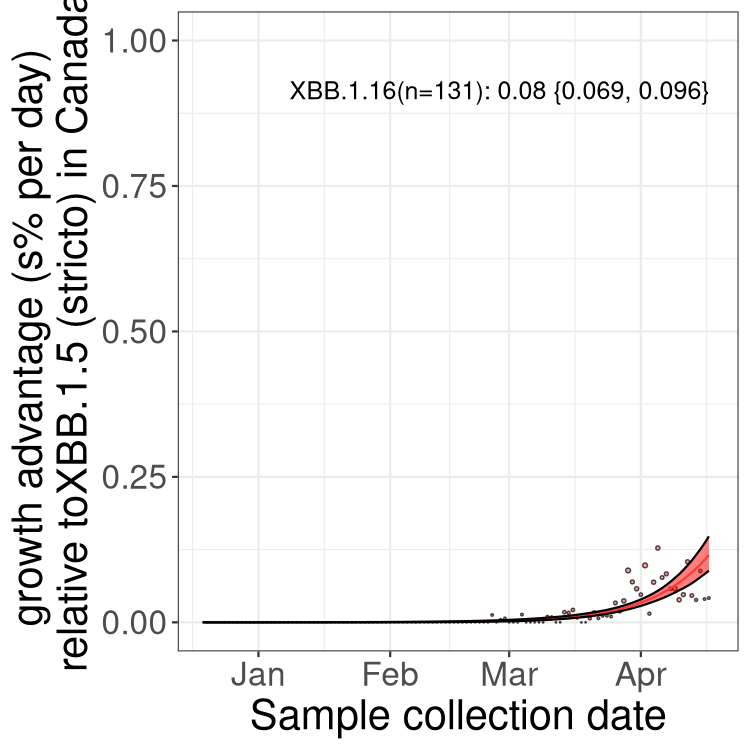 growth advantage (s% per day)
relative toXBB.1.5 (stricto) in Canada
1.00
XBB.1.16(n=131): 0.08 {0.069, 0.096}
0.75
0.50
0.25
0.00
Jan Feb Mar Apr
Sample collection date